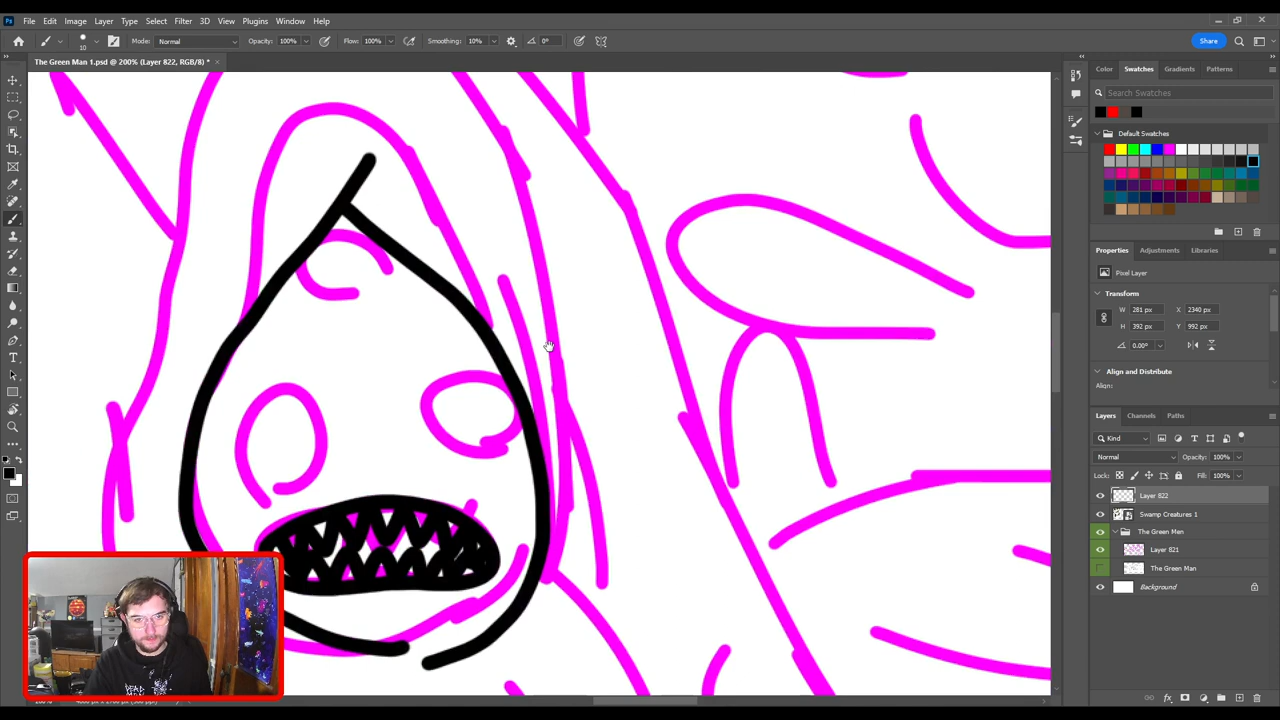 File Edit Image Layer Type Select Filter 3D View Plugins Window Help
10 Mode: Normal Opacity: 100% Flow: 100% Smoothing: 10% 0° Share
The Green Man 1.psd @ 200% (Layer 822, RGB/8) * ×
Color Swatches Gradients Patterns
Search Swatches
Default Swatches
Properties Adjustments Libraries
Pixel Layer
Transform
W 281 px X 2340 px
H 392 px Y 992 px
0.00°
Align and Distribute
Align:
Layers Channels Paths
Kind
Normal Opacity: 100%
Lock: Fill: 100%
Layer 822
Swamp Creatures 1
The Green Men
Layer 821
The Green Man
Background